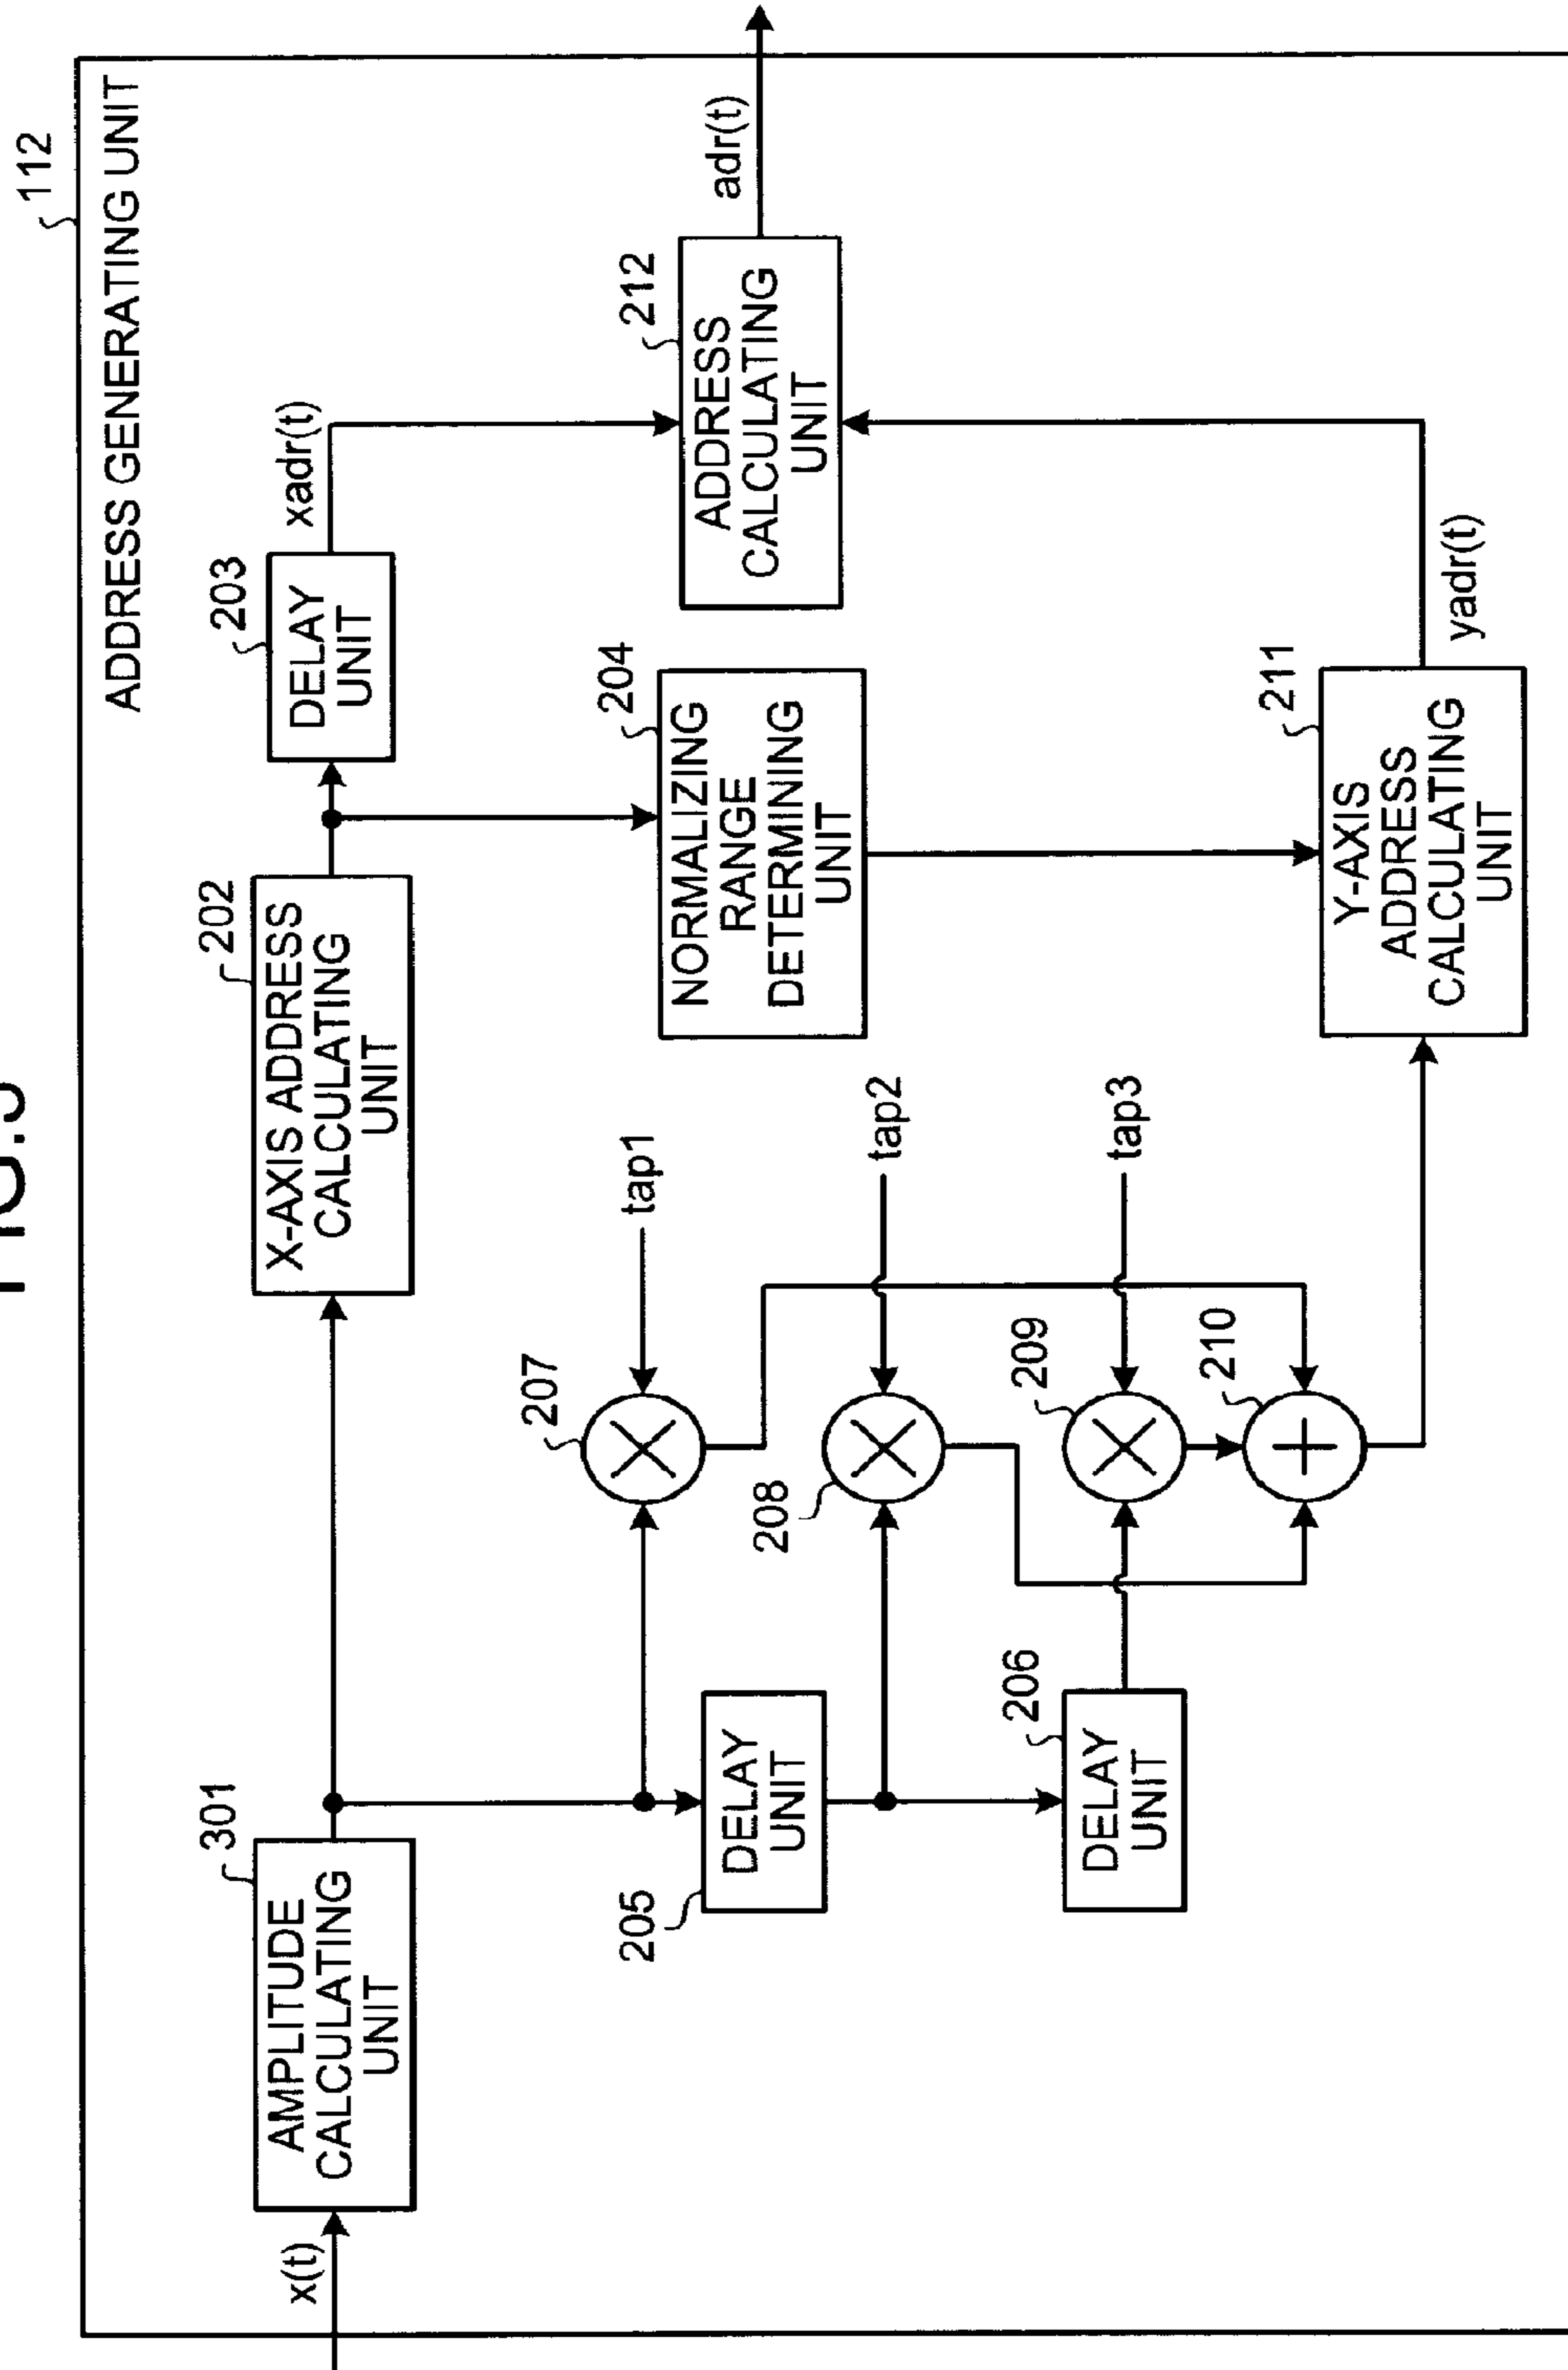 112
ADDRESS GENERATING UNIT
x(t)
301
AMPLITUDE
CALCULATING
UNIT
202
X-AXIS ADDRESS
CALCULATING
UNIT
203
DELAY
UNIT
xadr(t)
204
NORMALIZING
RANGE
DETERMINING
UNIT
212
ADDRESS
CALCULATING
UNIT
adr(t)
207
tap1
205
DELAY
UNIT
208
tap2
206
DELAY
UNIT
209
tap3
210
211
Y-AXIS
ADDRESS
CALCULATING
UNIT
yadr(t)